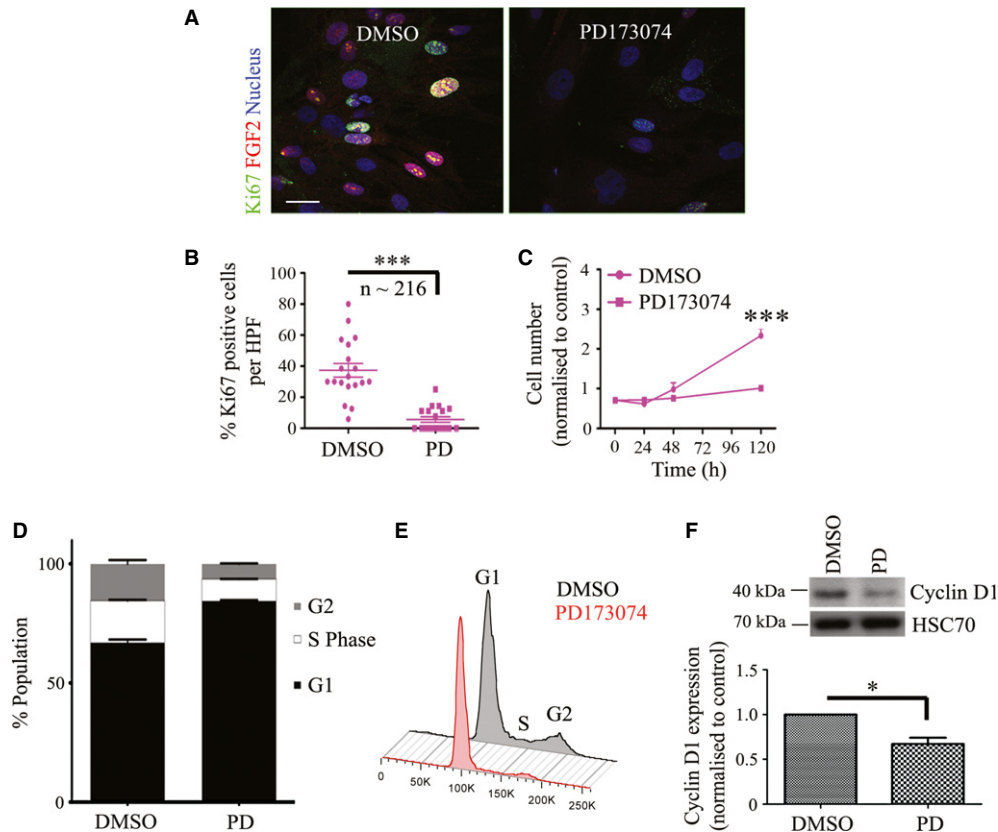 A
Ki67 FGF2 Nucleus
DMSO
PD173074
B
% Ki67 positive cells
per HPF
100
80
60
40
20
0
***
n ~ 216
DMSO
PD
C
Cell number
(normalised to control)
4
3
2
1
0
DMSO
PD173074
***
0 24 48 72 96 120
Time (h)
D
% Population
100
50
0
DMSO
PD
G2
S Phase
G1
E
G1
S
G2
DMSO
PD173074
0 50K 100K 150K 200K 250K
F
DMSO
PD
40 kDa
Cyclin D1
70 kDa
HSC70
Cyclin D1 expression
(normalised to control)
1.0
0.5
0
*
DMSO
PD